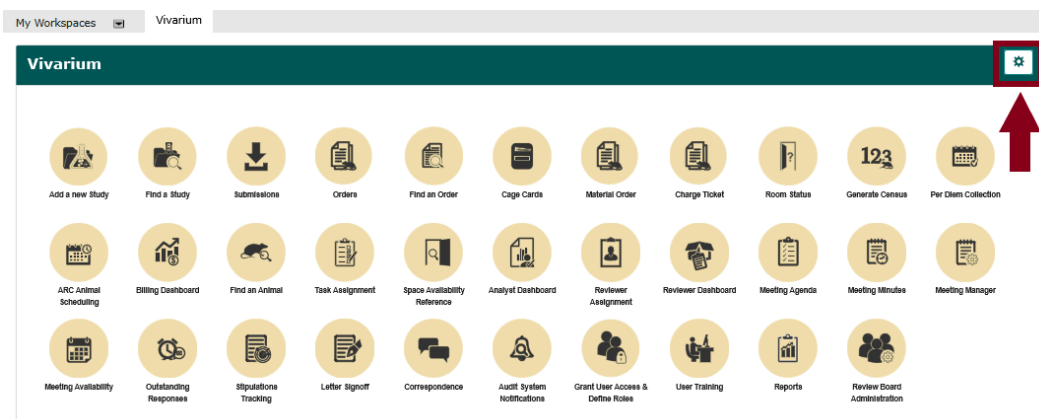 My Workspaces
Vivarium
Vivarium
Add a new Study
Find a Study
Submissions
Orders
Find an Order
Cage Cards
Material Order
Charge Ticket
Room Status
?
Generate Census
123
Per Diem Collection
ARC Animal
Scheduling
Billing Dashboard
Find an Animal
Task Assignment
Space Availability
Reference
Analyst Dashboard
Reviewer
Assignment
Reviewer Dashboard
Meeting Agenda
Meeting Minutes
Meeting Manager
Meeting Availability
Outstanding
Responses
Stipulations
Tracking
Letter Signoff
Correspondence
Audit System
Notifications
Grant User Access &
Define Roles
User Training
Reports
Review Board
Administration